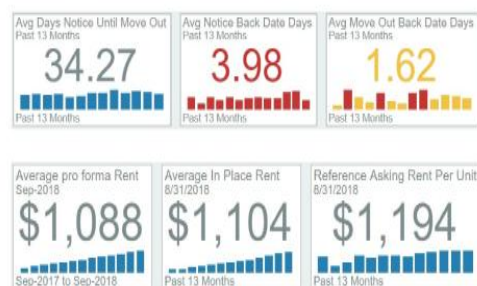 Avg Days Notice Until Move Out
Past 13 Months
34.27
Past 13 Months
Avg Notice Back Date Days
Past 13 Months
3.98
Past 13 Months
Avg Move Out Back Date Days
Past 13 Months
1.62
Past 13 Months
Average pro forma Rent
Sep-2018
$1,088
Sep-2017 to Sep-2018
Average In Place Rent
8/31/2018
$1,104
Past 13 Months
Reference Asking Rent Per Unit
8/31/2018
$1,194
Past 13 Months